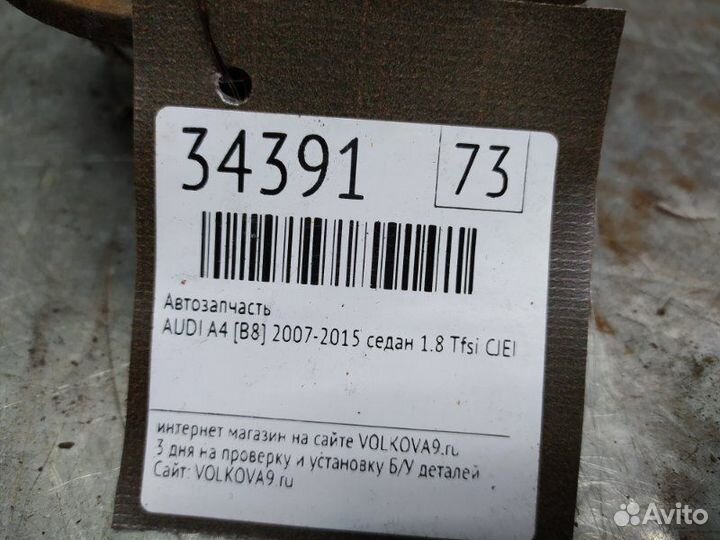 34391 73
Автозапчасть
AUDI A4 [B8] 2007-2015 седан 1.8 Tfsi CJEI
интернет магазин на сайте VOLKOVA9.ru
3 дня на проверку и установку Б/У деталей
Сайт: VOLKOVA9.ru
Avito